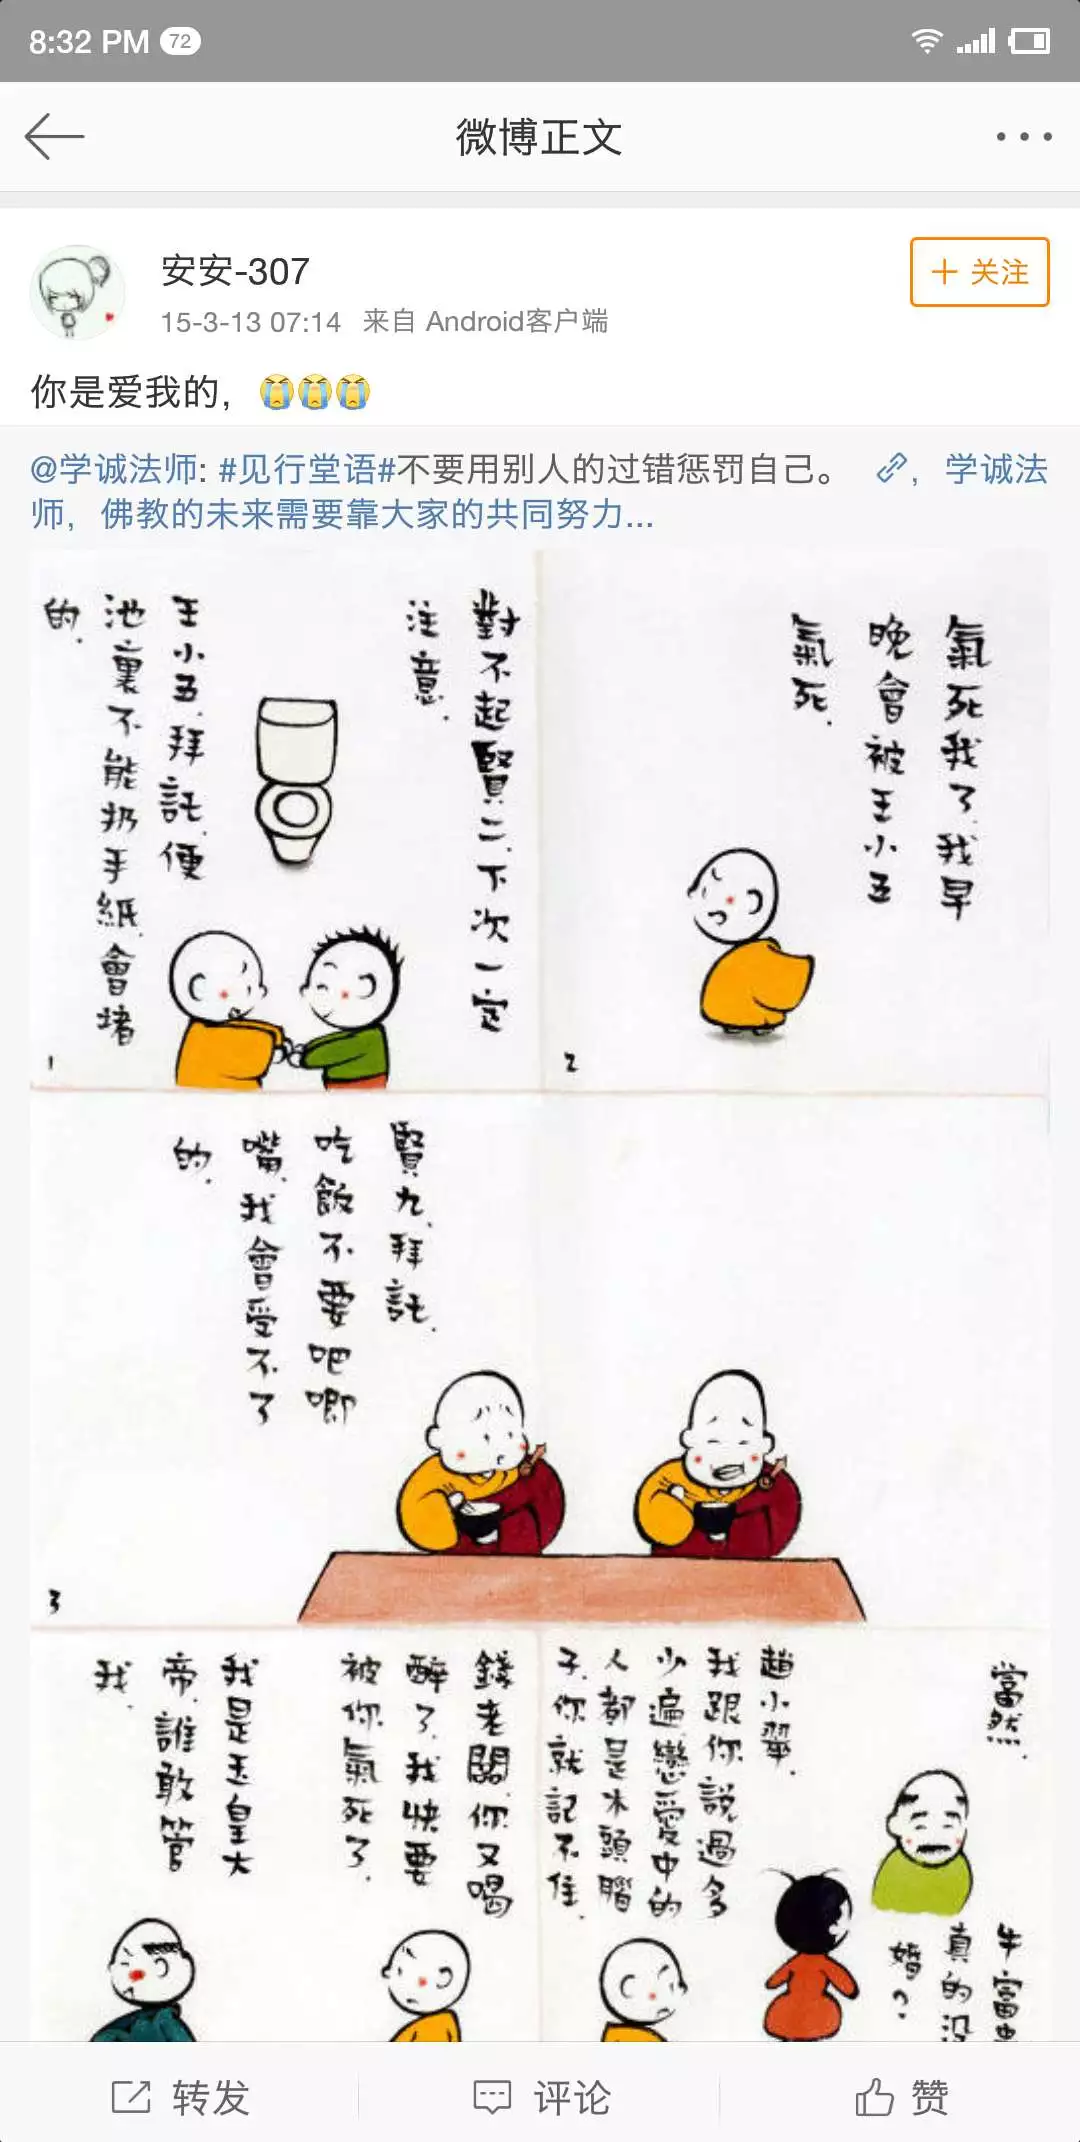 8:32 PM 72
微博正文
安安-307
+ 关注
15-3-13 07:14 来自 Android客户端
你是爱我的，
@学诚法师: #见行堂语#不要用别人的过错惩罚自己。 ，学诚法
师，佛教的未来需要靠大家的共同努力...
對不起賢二.下次一定
注意.
王小五.拜託.便
池裏不能扔手紙.會堵
的.
1
氣死我了.我早
晚會被王小五
氣死.
2
賢九.拜託.
吃飯不要吧唧
嘴.我會受不了
的.
3
錢老闆.你又喝
醉了.我快要
被你氣死了.
我是玉皇大
帝.誰敢管
我.
當然.
趙小翠.
我跟你説過多
少遍.戀愛中的
人都是木頭腦
子.你就記不住.
牛富貴
真的没
婚?
转发
评论
赞